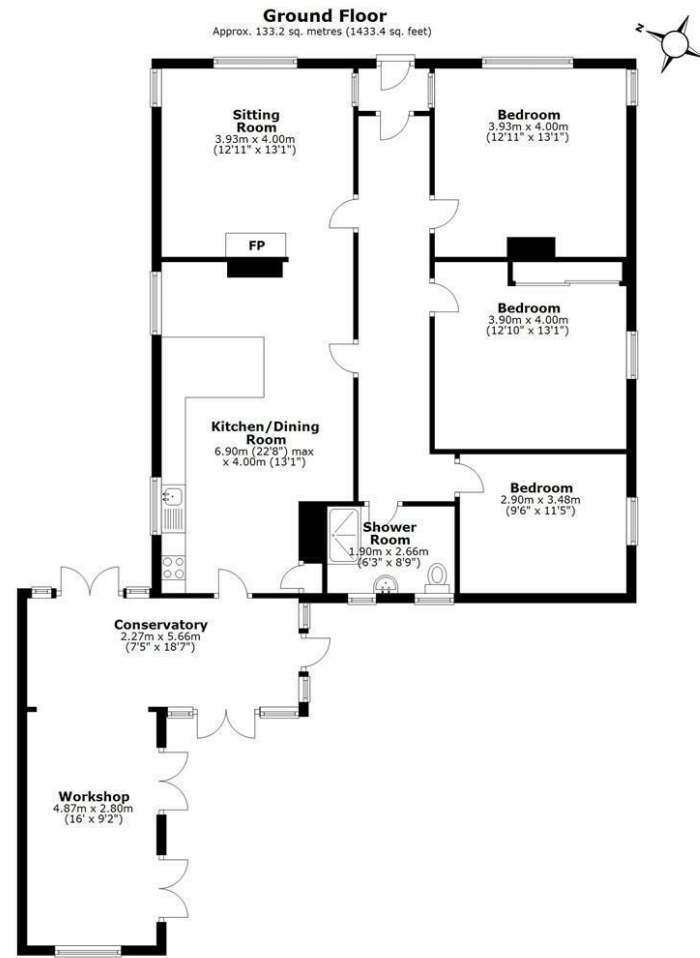 Ground Floor
Approx. 133.2 sq. metres (1433.4 sq. feet)
N
Sitting
Room
3.93m x 4.00m
(12'11" x 13'1")
Bedroom
3.93m x 4.00m
(12'11" x 13'1")
FP
Bedroom
3.90m x 4.00m
(12'10" x 13'1")
Kitchen/Dining
Room
6.90m (22'8") max
x 4.00m (13'1")
Bedroom
2.90m x 3.48m
(9'6" x 11'5")
Shower
Room
1.90m x 2.66m
(6'3" x 8'9")
Conservatory
2.27m x 5.66m
(7'5" x 18'7")
Workshop
4.87m x 2.80m
(16' x 9'2")